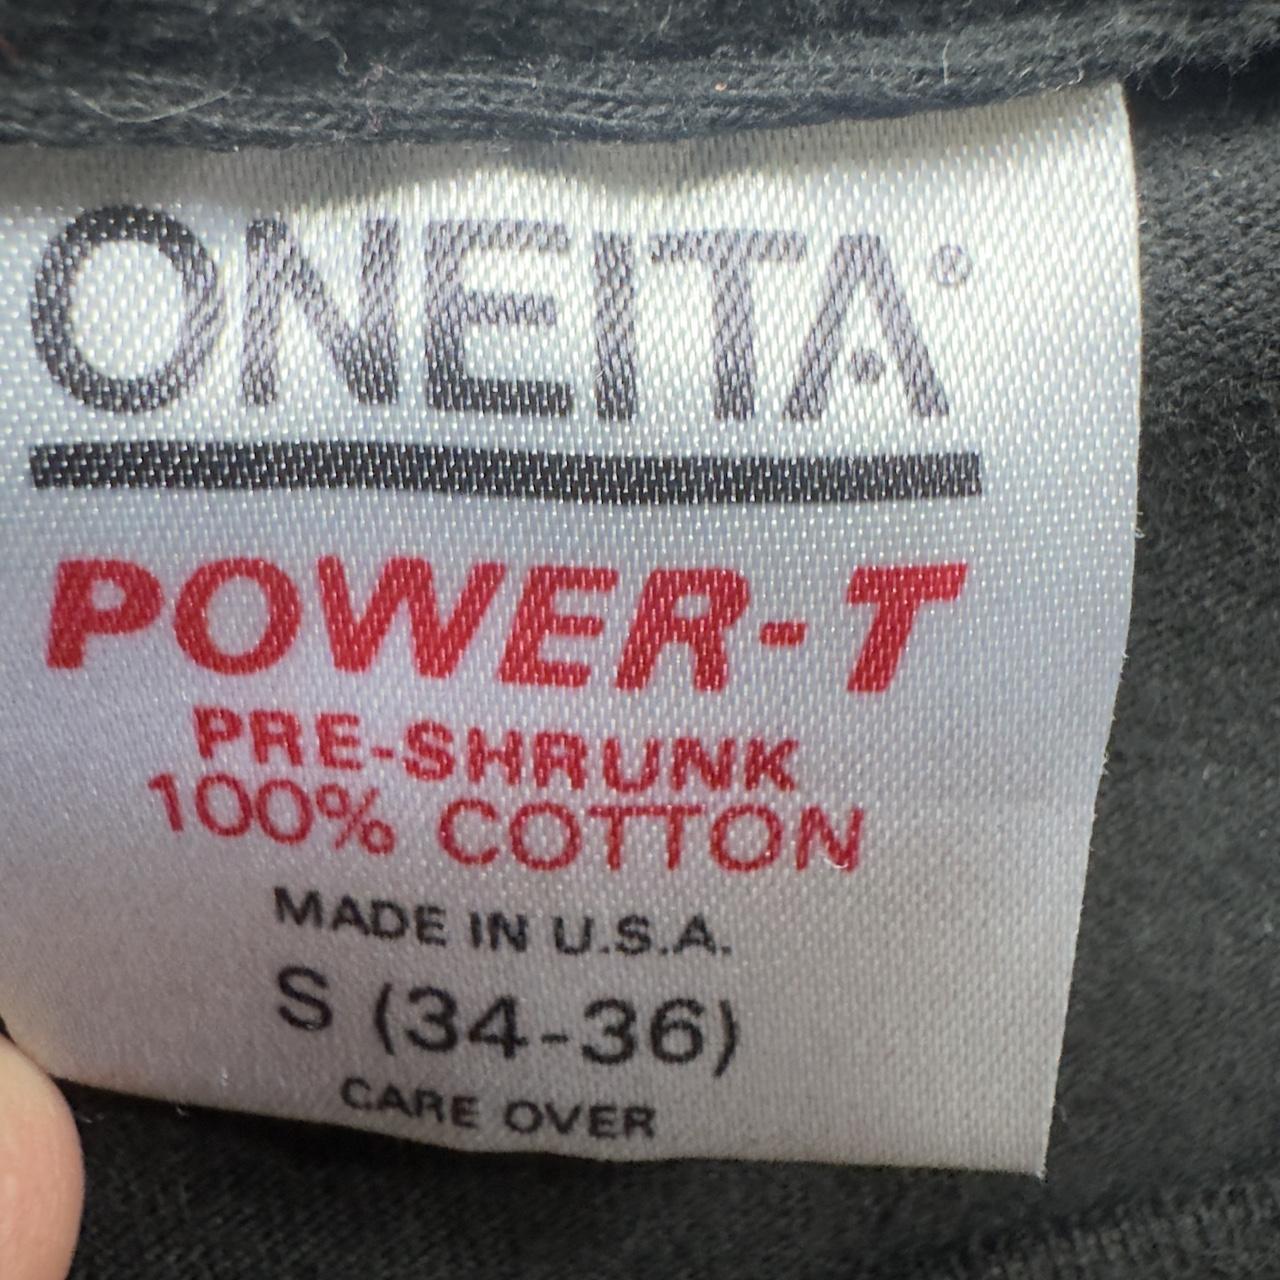 ONEITA®
POWER-T
PRE-SHRUNK
100% COTTON
MADE IN U.S.A.
S (34-36)
CARE OVER